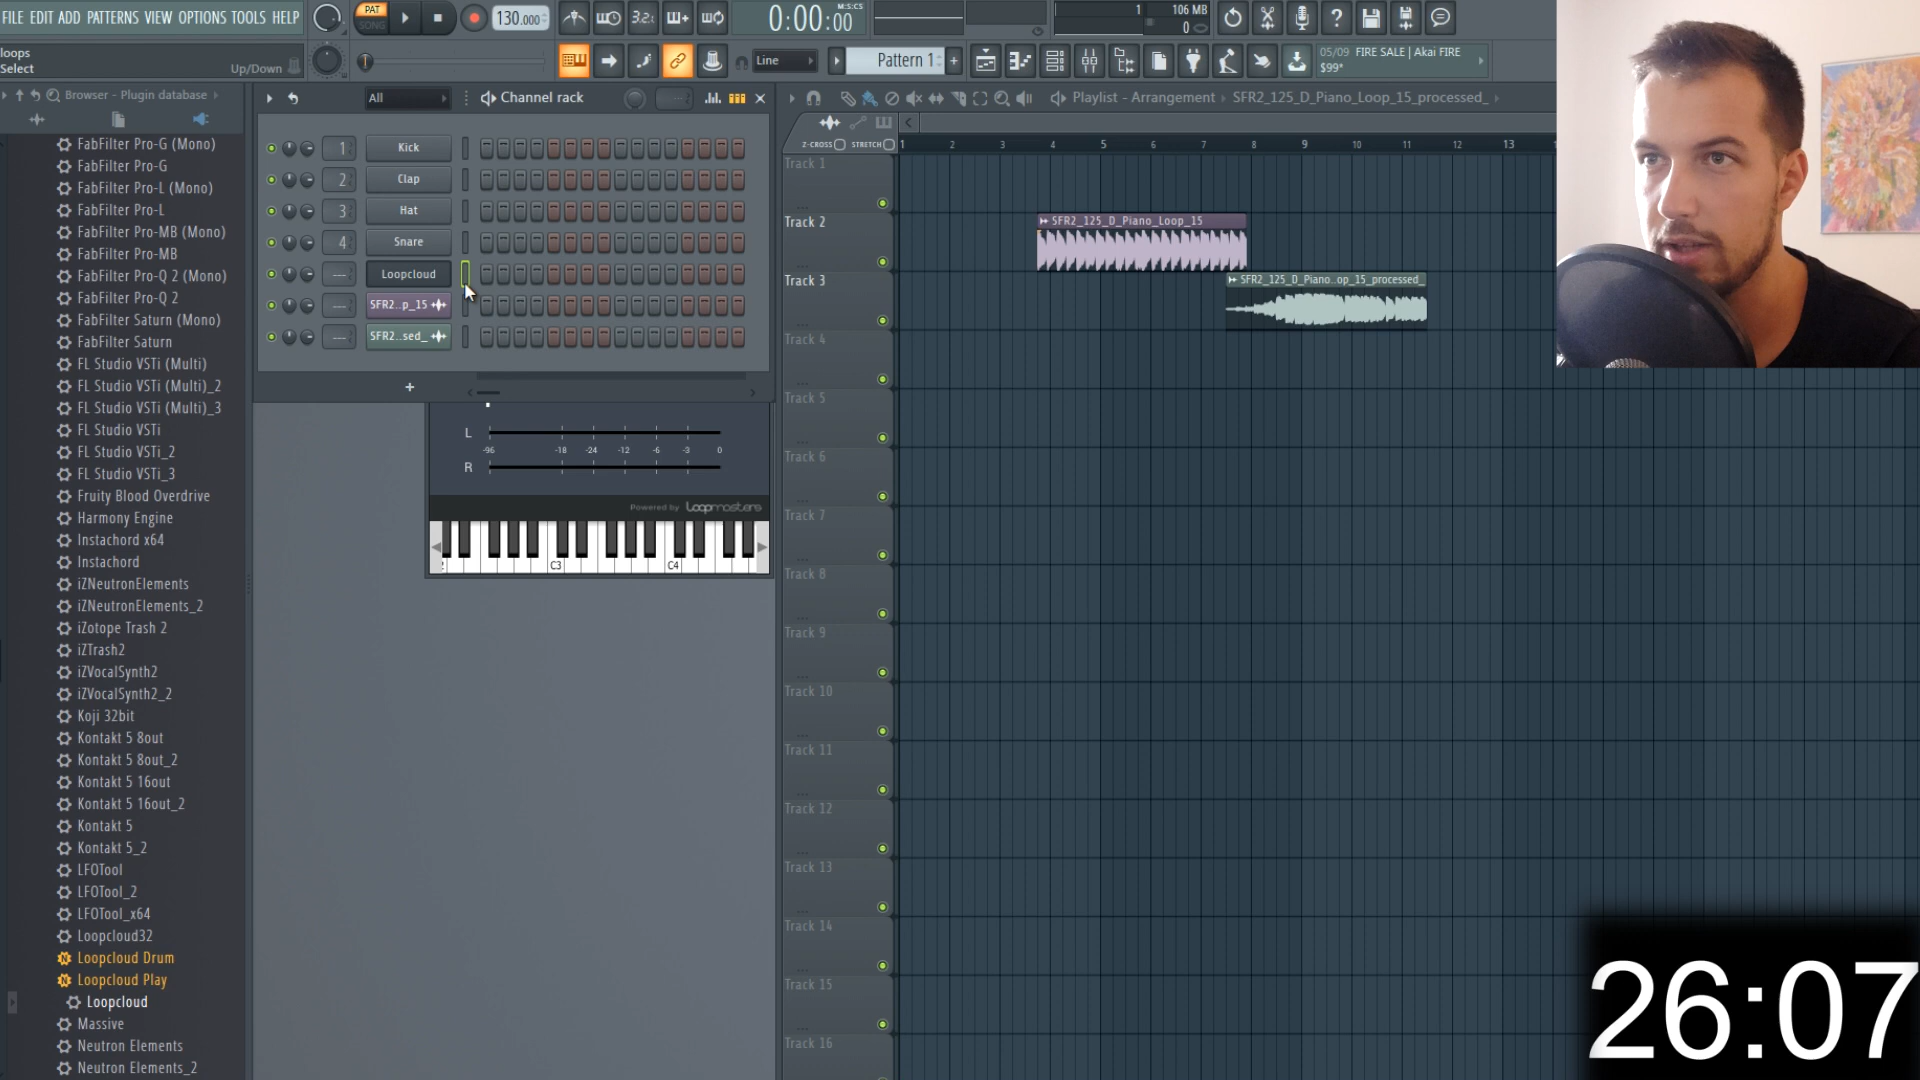 FILE EDIT ADD PATTERNS VIEW OPTIONS TOOLS HELP
PAT
SONG
130.000
3.2.
0:00:00
M:S:CS
1
106 MB
0
loops
Select
Up/Down
Line
Pattern 1
05/09 FIRE SALE | Akai FIRE
$99*
Browser - Plugin database
All
Channel rack
Playlist - Arrangement
SFR2_125_D_Piano_Loop_15_processed_
Z-CROSS
STRETCH
1 2 3 4 5 6 7 8 9 10 11 12 13
FabFilter Pro-G (Mono)
FabFilter Pro-G
FabFilter Pro-L (Mono)
FabFilter Pro-L
FabFilter Pro-MB (Mono)
FabFilter Pro-MB
FabFilter Pro-Q 2 (Mono)
FabFilter Pro-Q 2
FabFilter Saturn (Mono)
FabFilter Saturn
FL Studio VSTi (Multi)
FL Studio VSTi (Multi)_2
FL Studio VSTi (Multi)_3
FL Studio VSTi
FL Studio VSTi_2
FL Studio VSTi_3
Fruity Blood Overdrive
Harmony Engine
Instachord x64
Instachord
iZNeutronElements
iZNeutronElements_2
iZotope Trash 2
iZTrash2
iZVocalSynth2
iZVocalSynth2_2
Koji 32bit
Kontakt 5 8out
Kontakt 5 8out_2
Kontakt 5 16out
Kontakt 5 16out_2
Kontakt 5
Kontakt 5_2
LFOTool
LFOTool_2
LFOTool_x64
Loopcloud32
Loopcloud Drum
Loopcloud Play
Loopcloud
Massive
Neutron Elements
Neutron Elements_2
1 Kick
2 Clap
3 Hat
4 Snare
--- Loopcloud
--- SFR2..p_15
--- SFR2..sed_
+
L
-96 -18 -24 -12 -6 -3 0
R
Powered by Loopmasters
C3 C4
Track 1
Track 2
SFR2_125_D_Piano_Loop_15
Track 3
SFR2_125_D_Piano..op_15_processed_
Track 4
Track 5
Track 6
Track 7
Track 8
Track 9
Track 10
Track 11
Track 12
Track 13
Track 14
Track 15
Track 16
26:07